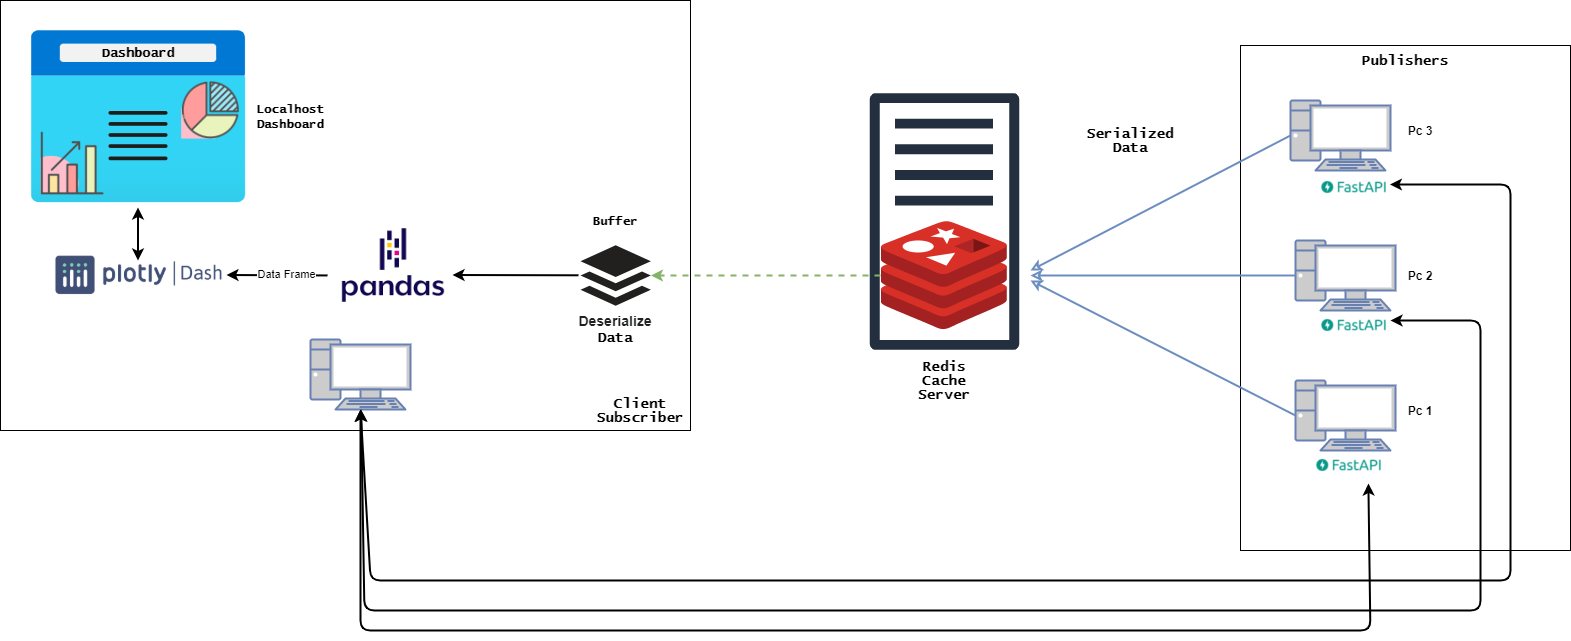 Dashboard
Localhost
Dashboard
plotly | Dash
Data Frame
pandas
Buffer
Deserialize
Data
Client
Subscriber
Redis
Cache
Server
Serialized
Data
Publishers
Pc 3
FastAPI
Pc 2
FastAPI
Pc 1
FastAPI